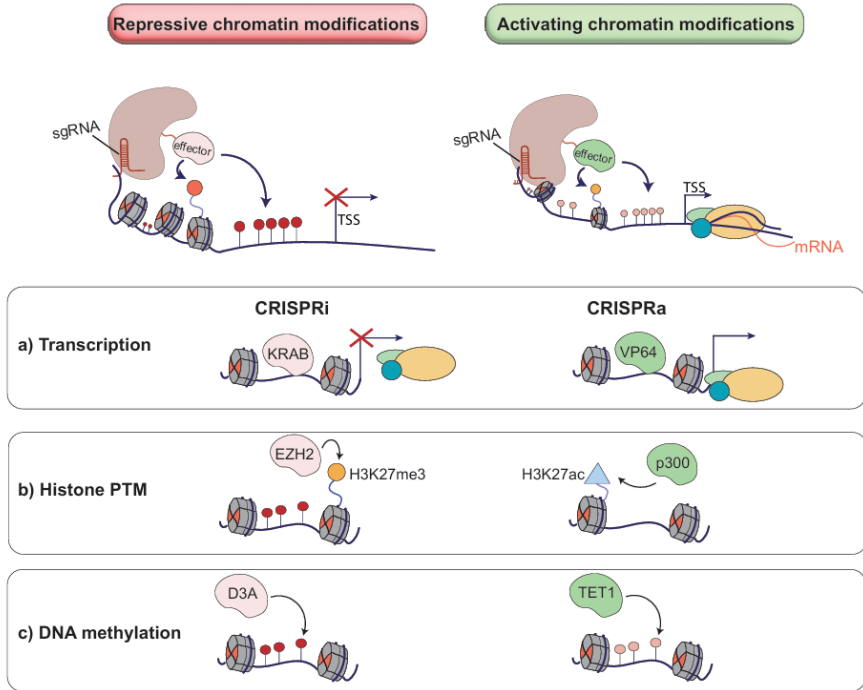 Repressive chromatin modifications
Activating chromatin modifications
sgRNA
effector
TSS
sgRNA
effector
TSS
mRNA
CRISPRi
CRISPRa
a) Transcription
KRAB
VP64
b) Histone PTM
EZH2
H3K27me3
H3K27ac
p300
c) DNA methylation
D3A
TET1